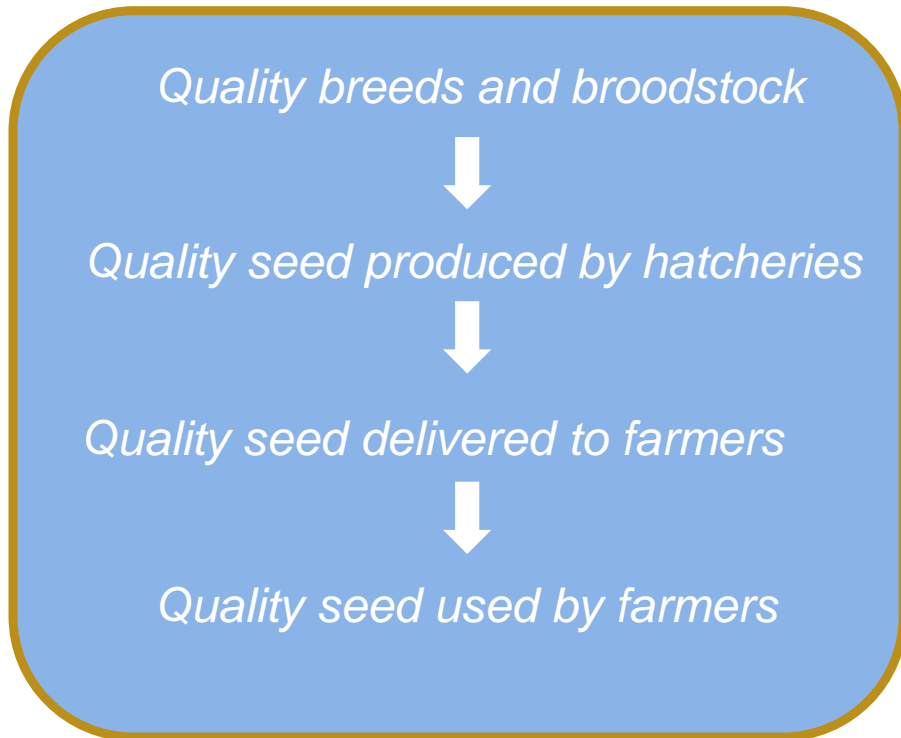 Quality breeds and broodstock
Quality seed produced by hatcheries
Quality seed delivered to farmers
Quality seed used by farmers